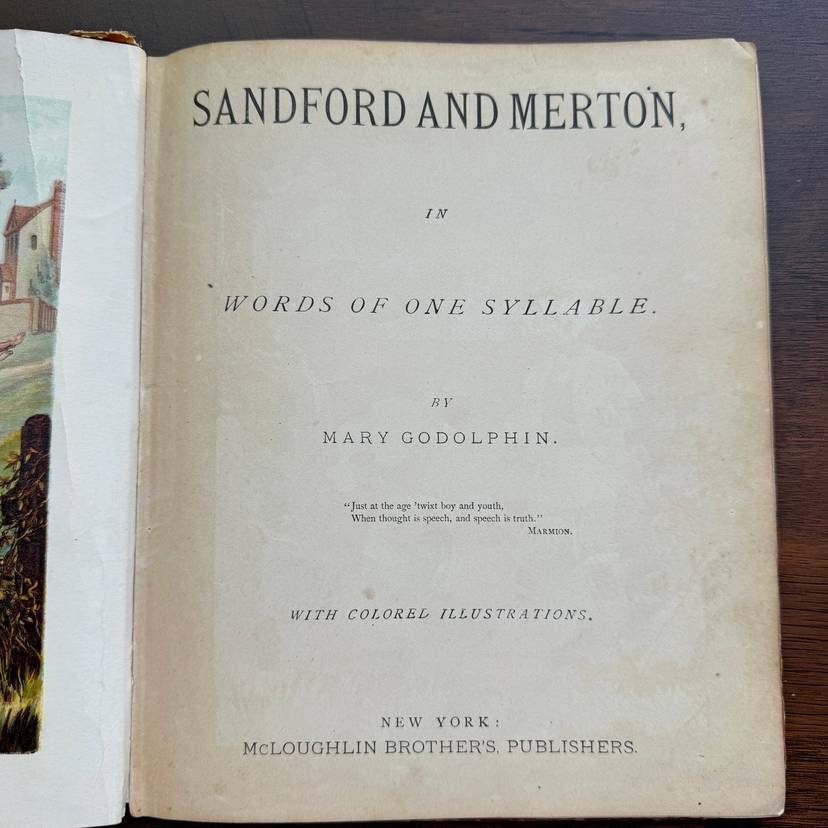 SANDFORD AND MERTON,
IN
WORDS OF ONE SYLLABLE.
BY
MARY GODOLPHIN.
"Just at the age 'twixt boy and youth,
When thought is speech, and speech is truth."
MARMION.
WITH COLORED ILLUSTRATIONS.
NEW YORK:
McLOUGHLIN BROTHER'S, PUBLISHERS.